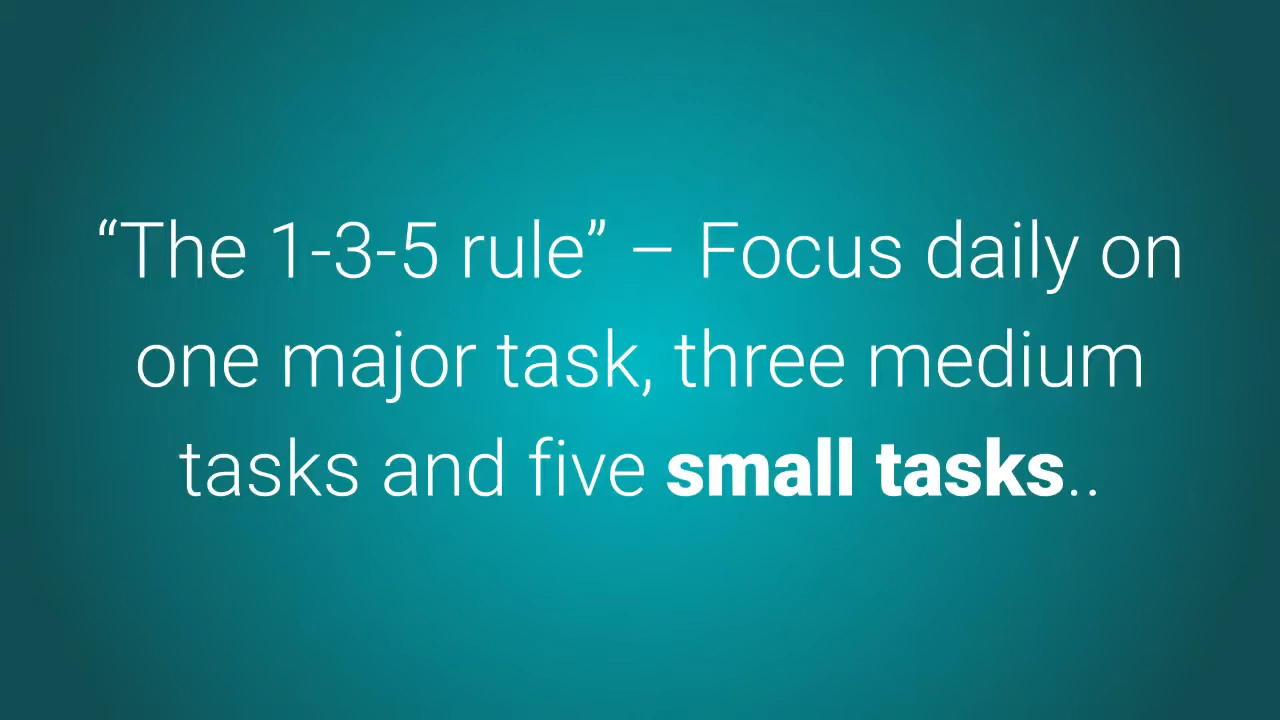 “The 1-3-5 rule” – Focus daily on
one major task, three medium
tasks and five small tasks..